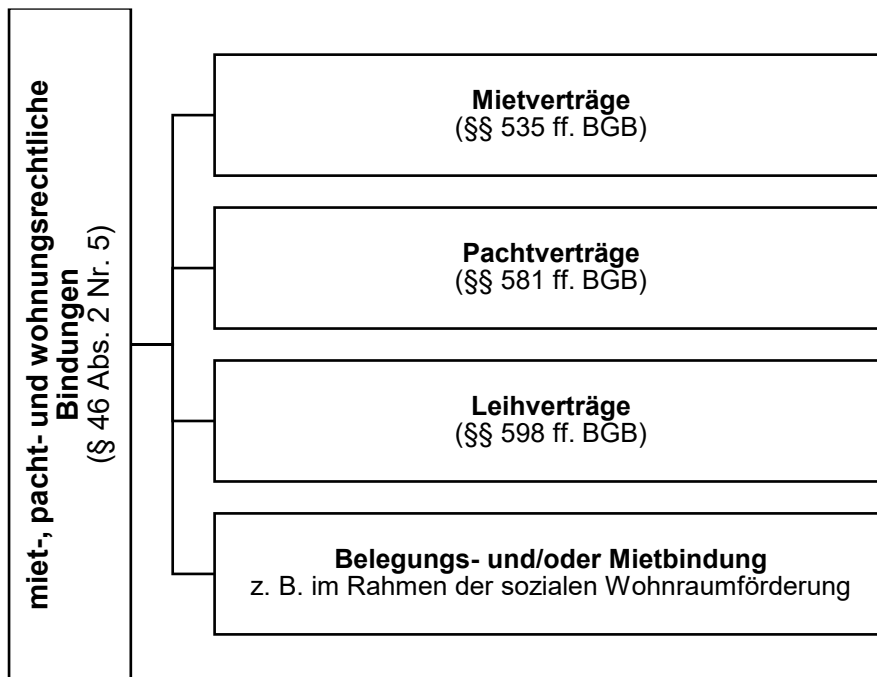 miet-, pacht- und wohnungsrechtliche
Bindungen
(§ 46 Abs. 2 Nr. 5)
Mietverträge
(§§ 535 ff. BGB)
Pachtverträge
(§§ 581 ff. BGB)
Leihverträge
(§§ 598 ff. BGB)
Belegungs- und/oder Mietbindung
z. B. im Rahmen der sozialen Wohnraumförderung